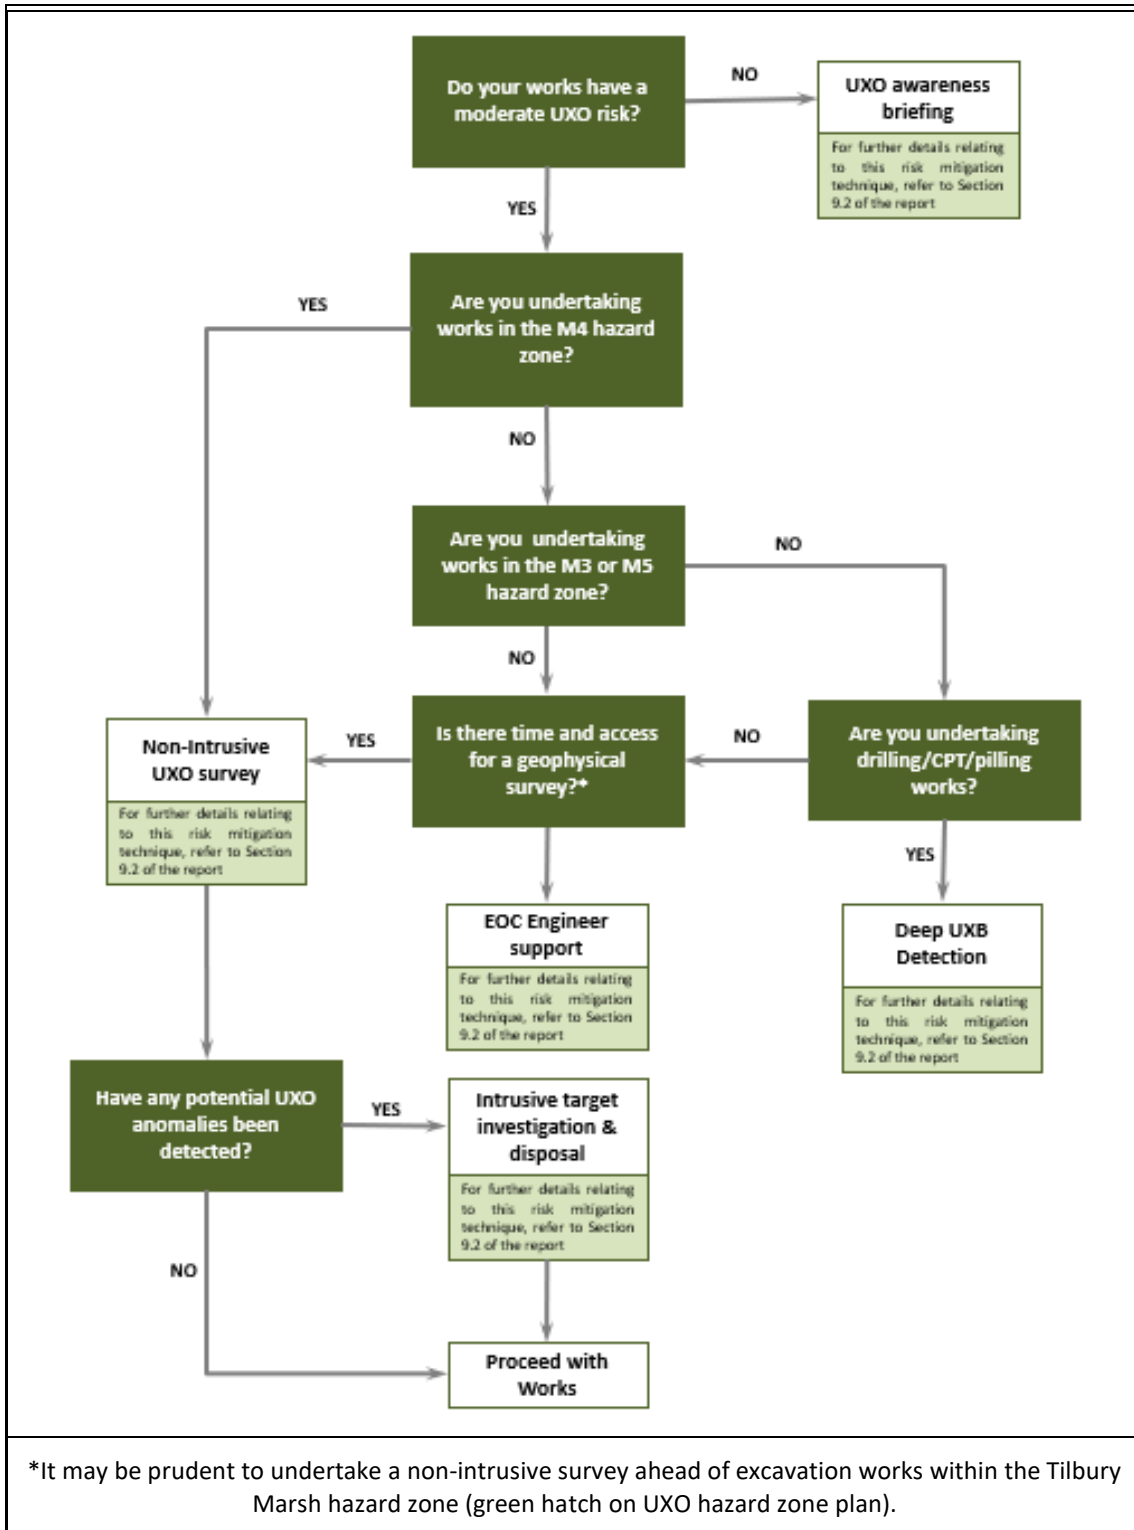 Do your works have a
moderate UXO risk?
NO
UXO awareness
briefing
For further details relating
to this risk mitigation
technique, refer to Section
9.2 of the report
YES
Are you undertaking
works in the M4 hazard
zone?
YES
NO
Are you undertaking
works in the M3 or M5
hazard zone?
NO
NO
Non-Intrusive
UXO survey
For further details relating
to this risk mitigation
technique, refer to Section
9.2 of the report
YES
Is there time and access
for a geophysical
survey?*
NO
Are you undertaking
drilling/CPT/pilling
works?
YES
EOC Engineer
support
For further details relating
to this risk mitigation
technique, refer to Section
9.2 of the report
Deep UXB
Detection
For further details relating
to this risk mitigation
technique, refer to Section
9.2 of the report
Have any potential UXO
anomalies been
detected?
YES
Intrusive target
investigation &
disposal
For further details relating
to this risk mitigation
technique, refer to Section
9.2 of the report
NO
Proceed with
Works
*It may be prudent to undertake a non-intrusive survey ahead of excavation works within the Tilbury
Marsh hazard zone (green hatch on UXO hazard zone plan).